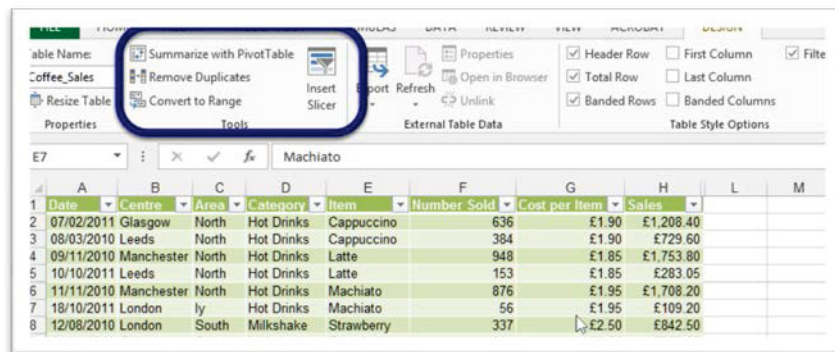 FILE DATA REVIEW VIEW ACROBAT DESIGN
able Name: Summarize with PivotTable Properties Header Row First Column Filte
Coffee_Sales Remove Duplicates Insert Slicer Export Refresh Open in Browser Total Row Last Column
Resize Table Convert to Range Unlink Banded Rows Banded Columns
Properties Tools External Table Data Table Style Options
E7 fx Machiato
A B C D E F G H L M
1 Date Centre Area Category Item Number Sold Cost per Item Sales
2 07/02/2011 Glasgow North Hot Drinks Cappuccino 636 £1.90 £1,208.40
3 08/03/2010 Leeds North Hot Drinks Cappuccino 384 £1.90 £729.60
4 09/11/2010 Manchester North Hot Drinks Latte 948 £1.85 £1,753.80
5 10/10/2011 Leeds North Hot Drinks Latte 153 £1.85 £283.05
6 11/11/2010 Manchester North Hot Drinks Machiato 876 £1.95 £1,708.20
7 18/10/2011 London ly Hot Drinks Machiato 56 £1.95 £109.20
8 12/08/2010 London South Milkshake Strawberry 337 £2.50 £842.50